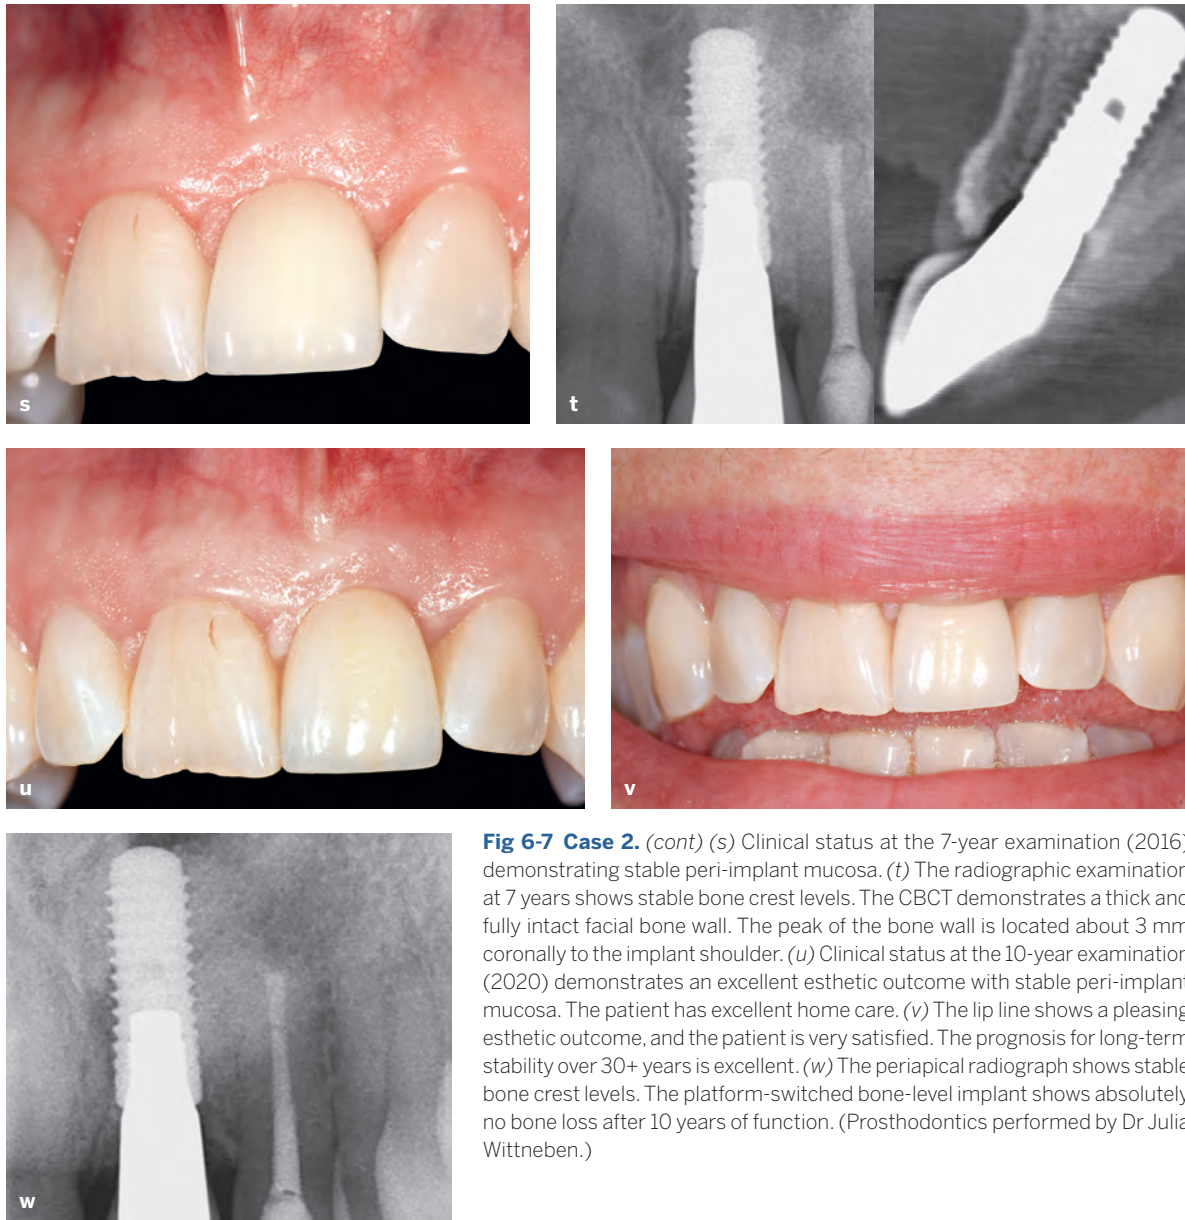 s
t
u
v
w
Fig 6-7 Case 2. (cont) (s) Clinical status at the 7-year examination (2016)
demonstrating stable peri-implant mucosa. (t) The radiographic examination
at 7 years shows stable bone crest levels. The CBCT demonstrates a thick and
fully intact facial bone wall. The peak of the bone wall is located about 3 mm
coronally to the implant shoulder. (u) Clinical status at the 10-year examination
(2020) demonstrates an excellent esthetic outcome with stable peri-implant
mucosa. The patient has excellent home care. (v) The lip line shows a pleasing
esthetic outcome, and the patient is very satisfied. The prognosis for long-term
stability over 30+ years is excellent. (w) The periapical radiograph shows stable
bone crest levels. The platform-switched bone-level implant shows absolutely
no bone loss after 10 years of function. (Prosthodontics performed by Dr Julia
Wittneben.)